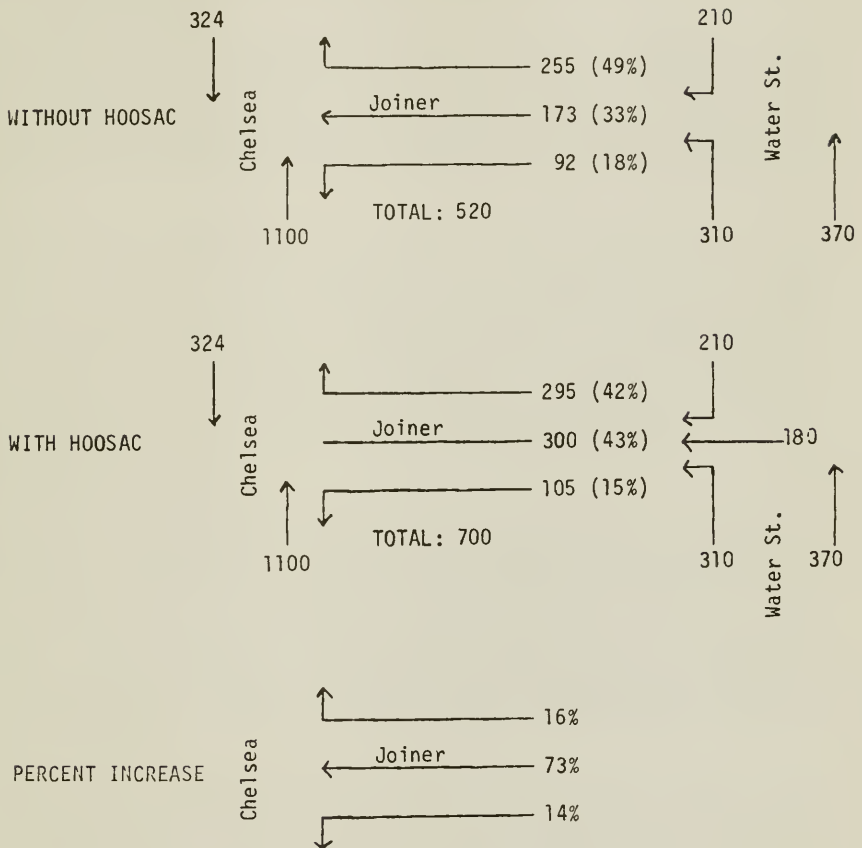 324
210
255 (49%)
WITHOUT HOOSAC
Chelsea
Joiner
173 (33%)
Water St.
92 (18%)
TOTAL: 520
1100
310
370
324
210
295 (42%)
WITH HOOSAC
Chelsea
Joiner
300 (43%)
180
105 (15%)
TOTAL: 700
1100
310
Water St.
370
16%
PERCENT INCREASE
Chelsea
Joiner
73%
14%